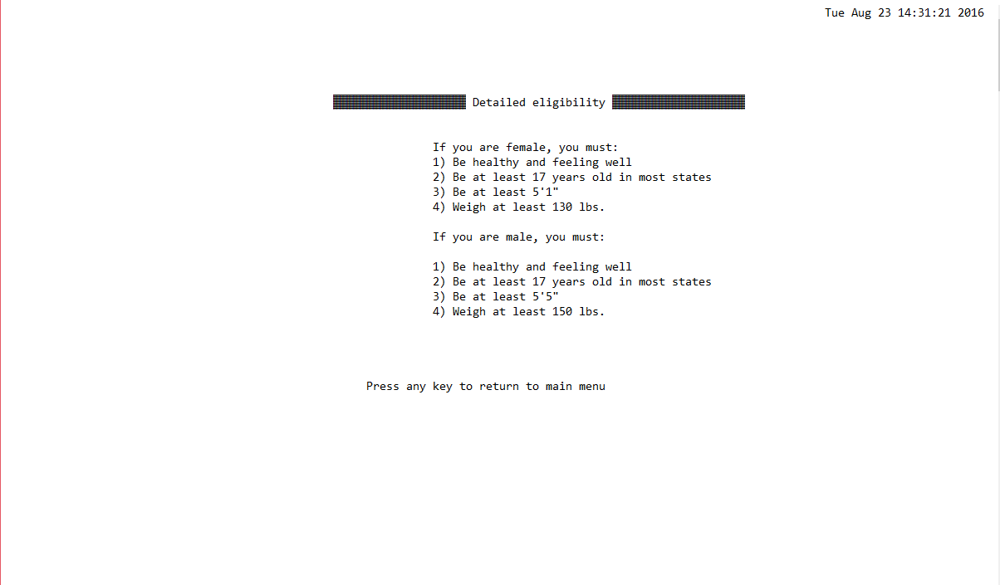 Tue Aug 23 14:31:21 2016
Detailed eligibility
If you are female, you must:
1) Be healthy and feeling well
2) Be at least 17 years old in most states
3) Be at least 5'1"
4) Weigh at least 130 lbs.
If you are male, you must:
1) Be healthy and feeling well
2) Be at least 17 years old in most states
3) Be at least 5'5"
4) Weigh at least 150 lbs.
Press any key to return to main menu